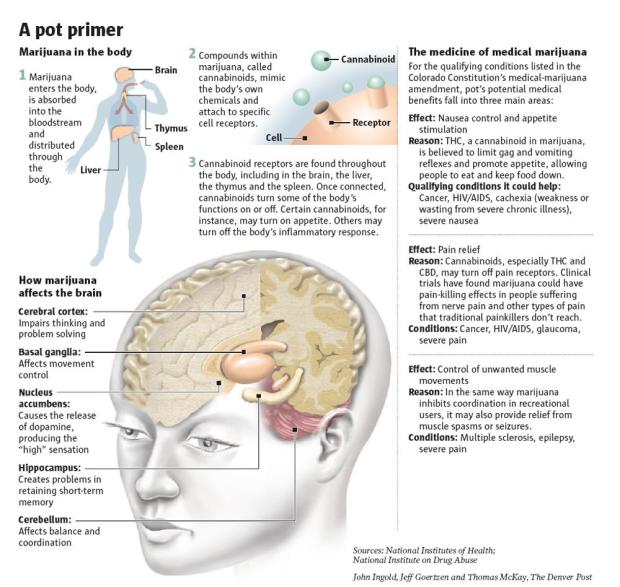 A pot primer
Marijuana in the body
1 Marijuana
enters the body,
is absorbed
into the
bloodstream
and
distributed
through
the
body.
Brain
Thymus
Spleen
Liver
2 Compounds within
marijuana, called
cannabinoids, mimic
the body's own
chemicals and
attach to specific
cell receptors.
Cannabinoid
Receptor
Cell
3 Cannabinoid receptors are found throughout
the body, including in the brain, the liver,
the thymus and the spleen. Once connected,
cannabinoids turn some of the body's
functions on or off. Certain cannabinoids, for
instance, may turn on appetite. Others may
turn off the body's inflammatory response.
How marijuana
affects the brain
Cerebral cortex:
Impairs thinking and
problem solving
Basal ganglia:
Affects movement
control
Nucleus
accumbens:
Causes the release
of dopamine,
producing the
"high" sensation
Hippocampus:
Creates problems in
retaining short-term
memory
Cerebellum:
Affects balance and
coordination
The medicine of medical marijuana
For the qualifying conditions listed in the
Colorado Constitution's medical-marijuana
amendment, pot's potential medical
benefits fall into three main areas:
Effect: Nausea control and appetite
stimulation
Reason: THC, a cannabinoid in marijuana,
is believed to limit gag and vomiting
reflexes and promote appetite, allowing
people to eat and keep food down.
Qualifying conditions it could help:
Cancer, HIV/AIDS, cachexia (weakness or
wasting from severe chronic illness),
severe nausea
Effect: Pain relief
Reason: Cannabinoids, especially THC and
CBD, may turn off pain receptors. Clinical
trials have found marijuana could have
pain-killing effects in people suffering
from nerve pain and other types of pain
that traditional painkillers don't reach.
Conditions: Cancer, HIV/AIDS, glaucoma,
severe pain
Effect: Control of unwanted muscle
movements
Reason: In the same way marijuana
inhibits coordination in recreational
users, it may also provide relief from
muscle spasms or seizures.
Conditions: Multiple sclerosis, epilepsy,
severe pain
Sources: National Institutes of Health;
National Institute on Drug Abuse
John Ingold, Jeff Goertzen and Thomas McKay, The Denver Post